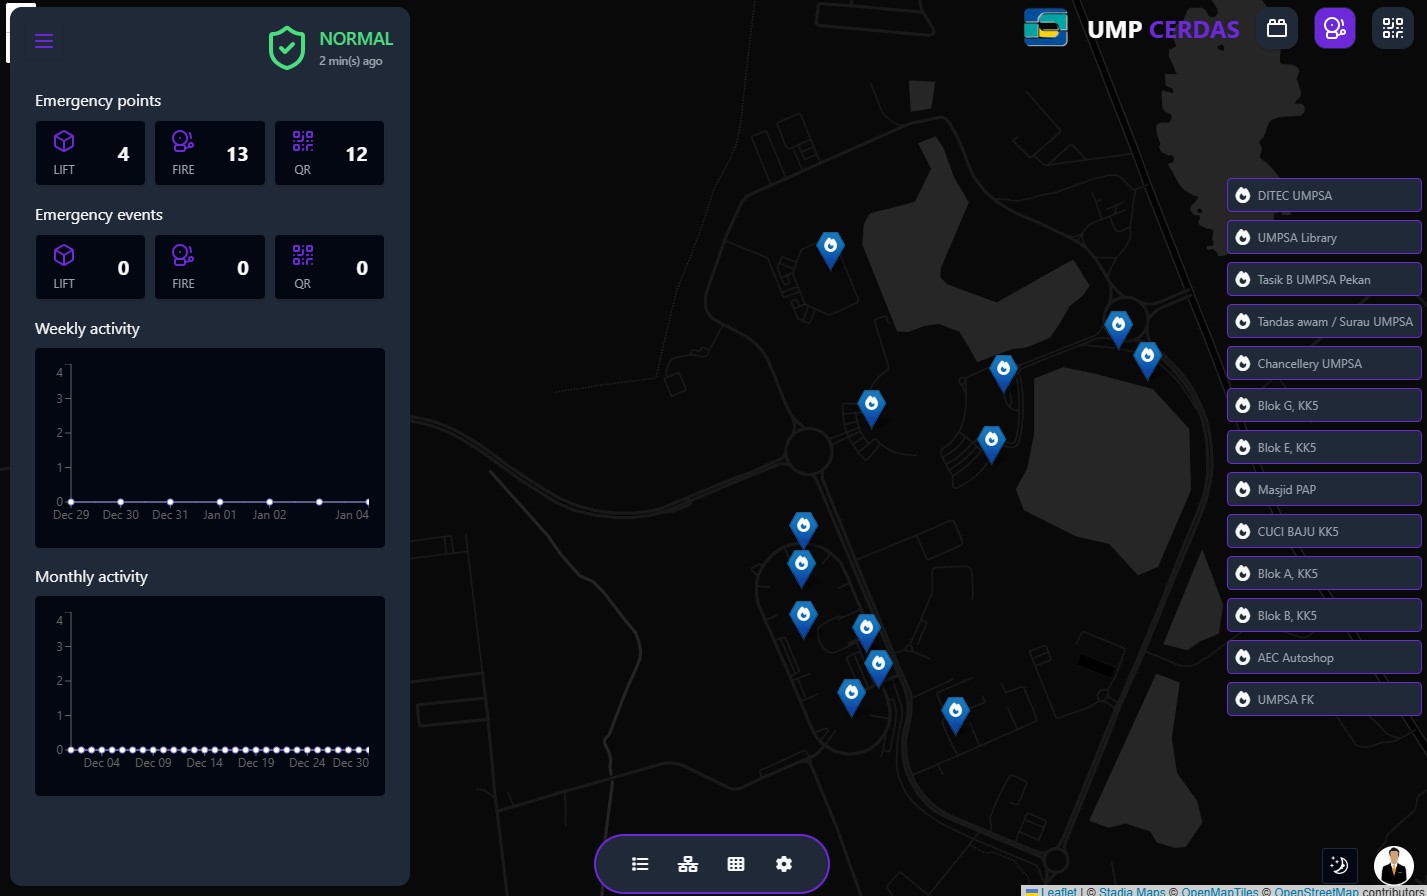 NORMAL
2 min(s) ago
UMP CERDAS
Emergency points
4
13
12
LIFT
FIRE
QR
Emergency events
0
0
0
LIFT
FIRE
QR
Weekly activity
4
3
2
1
0
Dec 29 Dec 30 Dec 31 Jan 01 Jan 02 Jan 04
Monthly activity
4
3
2
1
0
Dec 04 Dec 09 Dec 14 Dec 19 Dec 24 Dec 30
DITEC UMPSA
UMPSA Library
Tasik B UMPSA Pekan
Tandas awam / Surau UMPSA
Chancellery UMPSA
Blok G, KK5
Blok E, KK5
Masjid PAP
CUCI BAJU KK5
Blok A, KK5
Blok B, KK5
AEC Autoshop
UMPSA FK
Leaflet | © Stadia Maps © OpenMapTiles © OpenStreetMap contributors